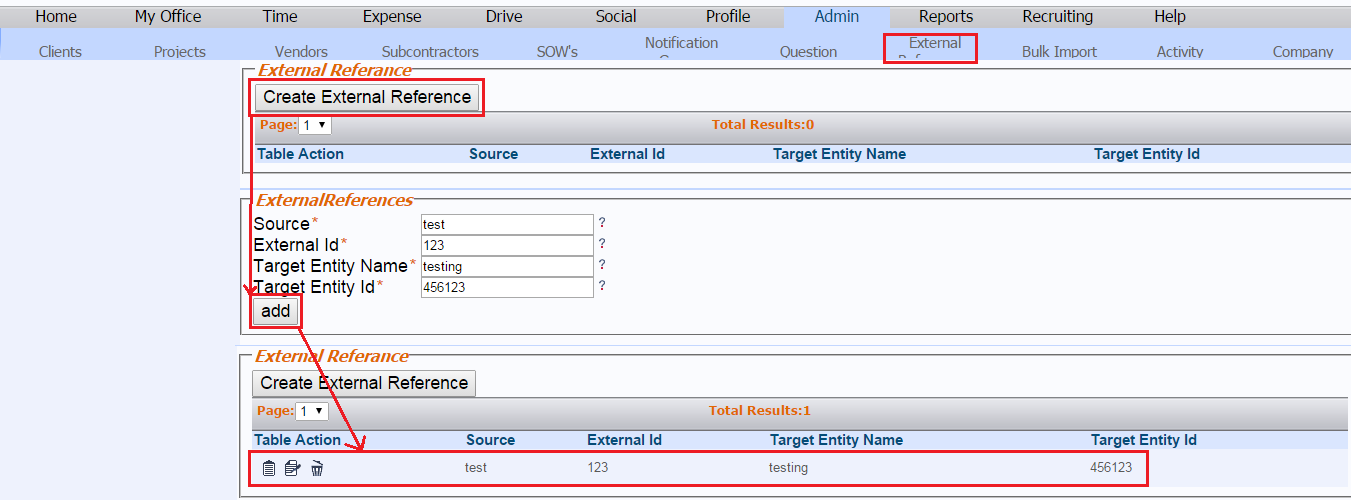 Home My Office Time Expense Drive Social Profile Admin Reports Recruiting Help
Clients Projects Vendors Subcontractors SOW's Notification Question External Bulk Import Activity Company
External Referance
Create External Reference
Page: 1 Total Results:0
Table Action Source External Id Target Entity Name Target Entity Id
ExternalReferences
Source* test ?
External Id* 123 ?
Target Entity Name* testing ?
Target Entity Id* 456123 ?
add
External Referance
Create External Reference
Page: 1 Total Results:1
Table Action Source External Id Target Entity Name Target Entity Id
test 123 testing 456123